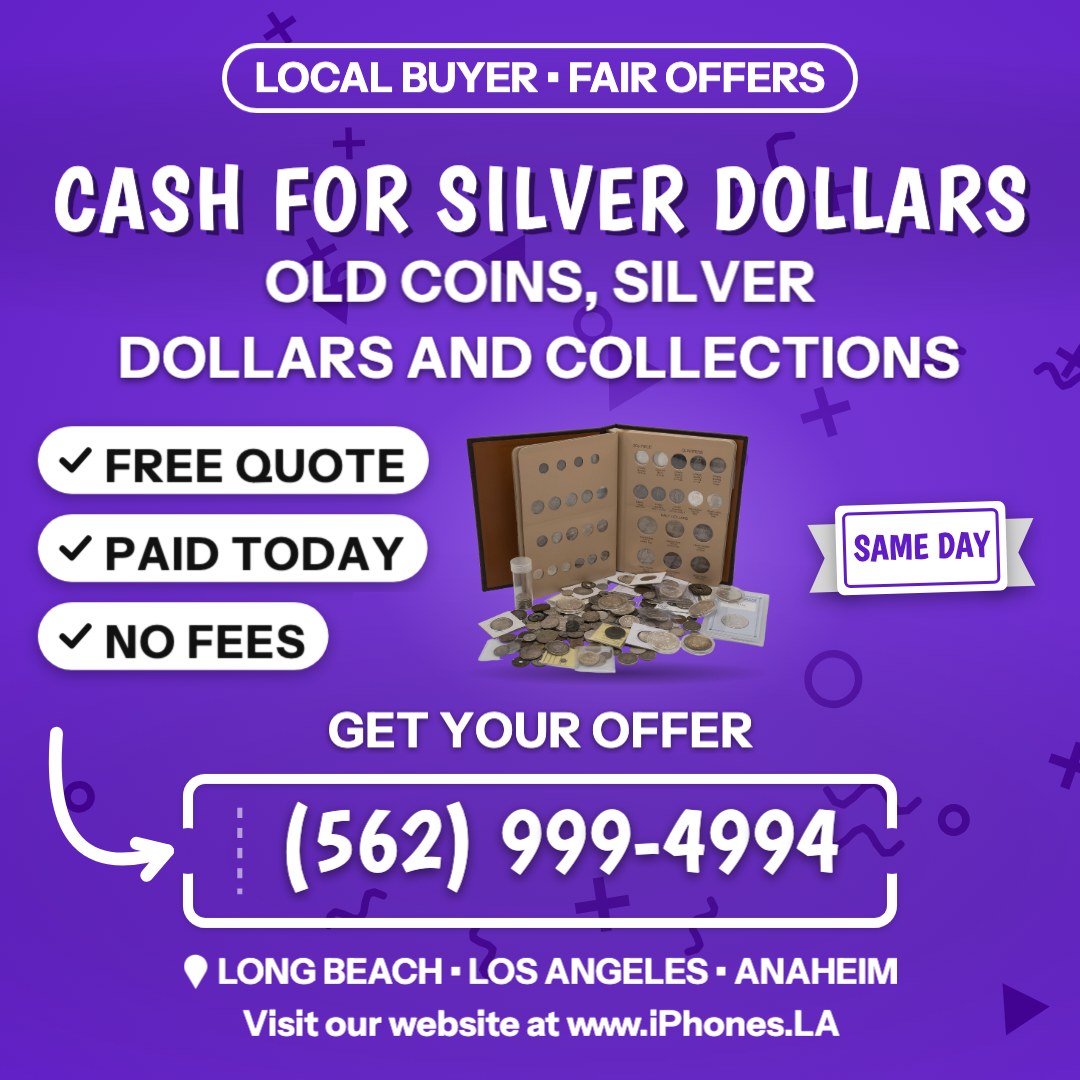 LOCAL BUYER ▪ FAIR OFFERS
CASH FOR SILVER DOLLARS
OLD COINS, SILVER
DOLLARS AND COLLECTIONS
✓ FREE QUOTE
✓ PAID TODAY
✓ NO FEES
SAME DAY
GET YOUR OFFER
(562) 999-4994
LONG BEACH ▪ LOS ANGELES ▪ ANAHEIM
Visit our website at www.iPhones.LA